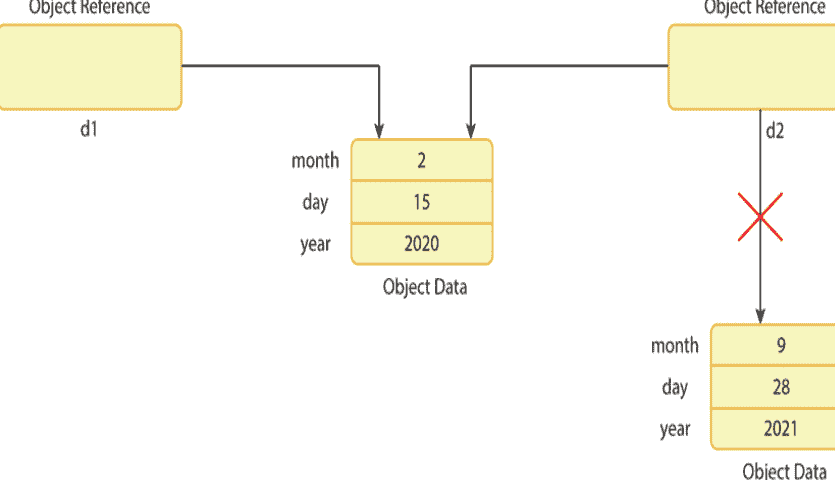 Object Reference
Object Reference
d1
d2
month 2
day 15
year 2020
Object Data
month 9
day 28
year 2021
Object Data